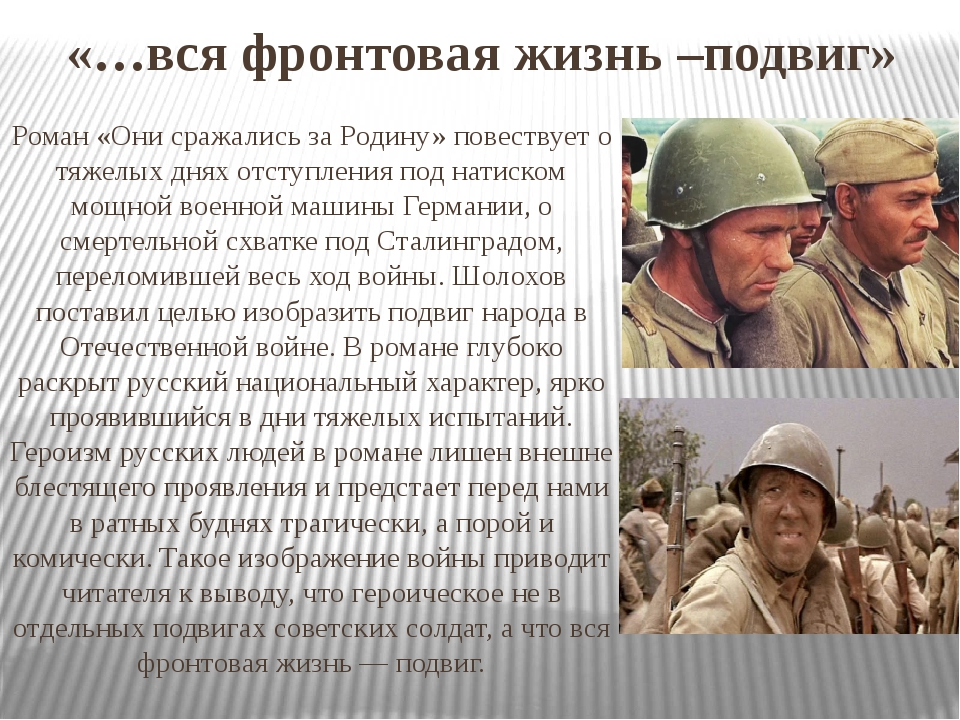 «…вся фронтовая жизнь –подвиг»
Роман «Они сражались за Родину» повествует о
тяжелых днях отступления под натиском
мощной военной машины Германии, о
смертельной схватке под Сталинградом,
переломившей весь ход войны. Шолохов
поставил целью изобразить подвиг народа в
Отечественной войне. В романе глубоко
раскрыт русский национальный характер, ярко
проявившийся в дни тяжелых испытаний.
Героизм русских людей в романе лишен внешне
блестящего проявления и предстает перед нами
в ратных буднях трагически, а порой и
комически. Такое изображение войны приводит
читателя к выводу, что героическое не в
отдельных подвигах советских солдат, а что вся
фронтовая жизнь — подвиг.